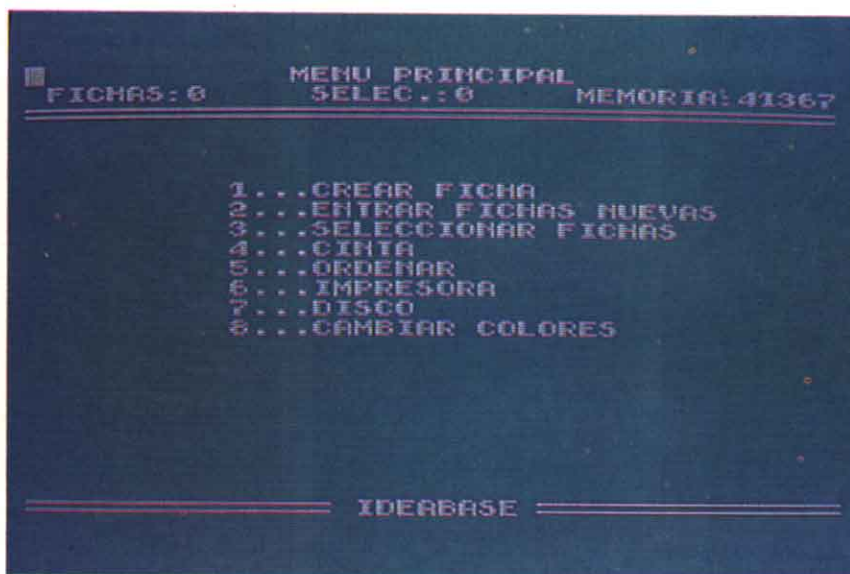 MENU PRINCIPAL
FICHAS:0 SELEC.:0 MEMORIA:41367
1...CREAR FICHA
2...ENTRAR FICHAS NUEVAS
3...SELECCIONAR FICHAS
4...CINTA
5...ORDENAR
6...IMPRESORA
7...DISCO
8...CAMBIAR COLORES
IDEABASE